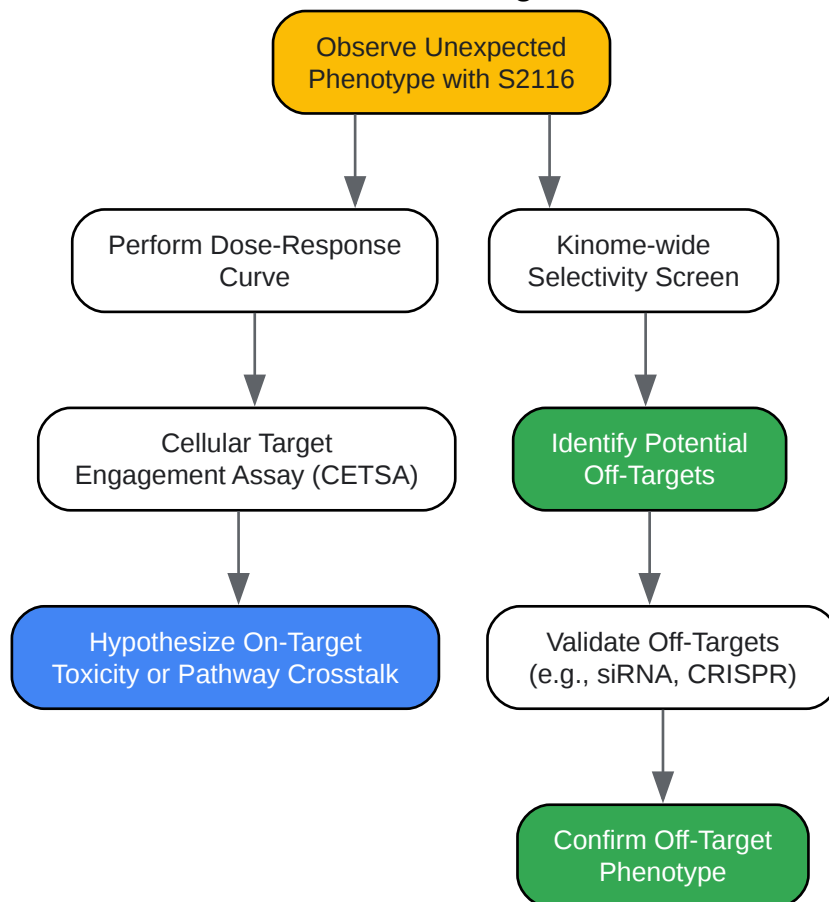 Observe Unexpected
Phenotype with S2116
Perform Dose-Response
Curve
Kinome-wide
Selectivity Screen
Cellular Target
Engagement Assay (CETSA)
Identify Potential
Off-Targets
Hypothesize On-Target
Toxicity or Pathway Crosstalk
Validate Off-Targets
(e.g., siRNA, CRISPR)
Confirm Off-Target
Phenotype